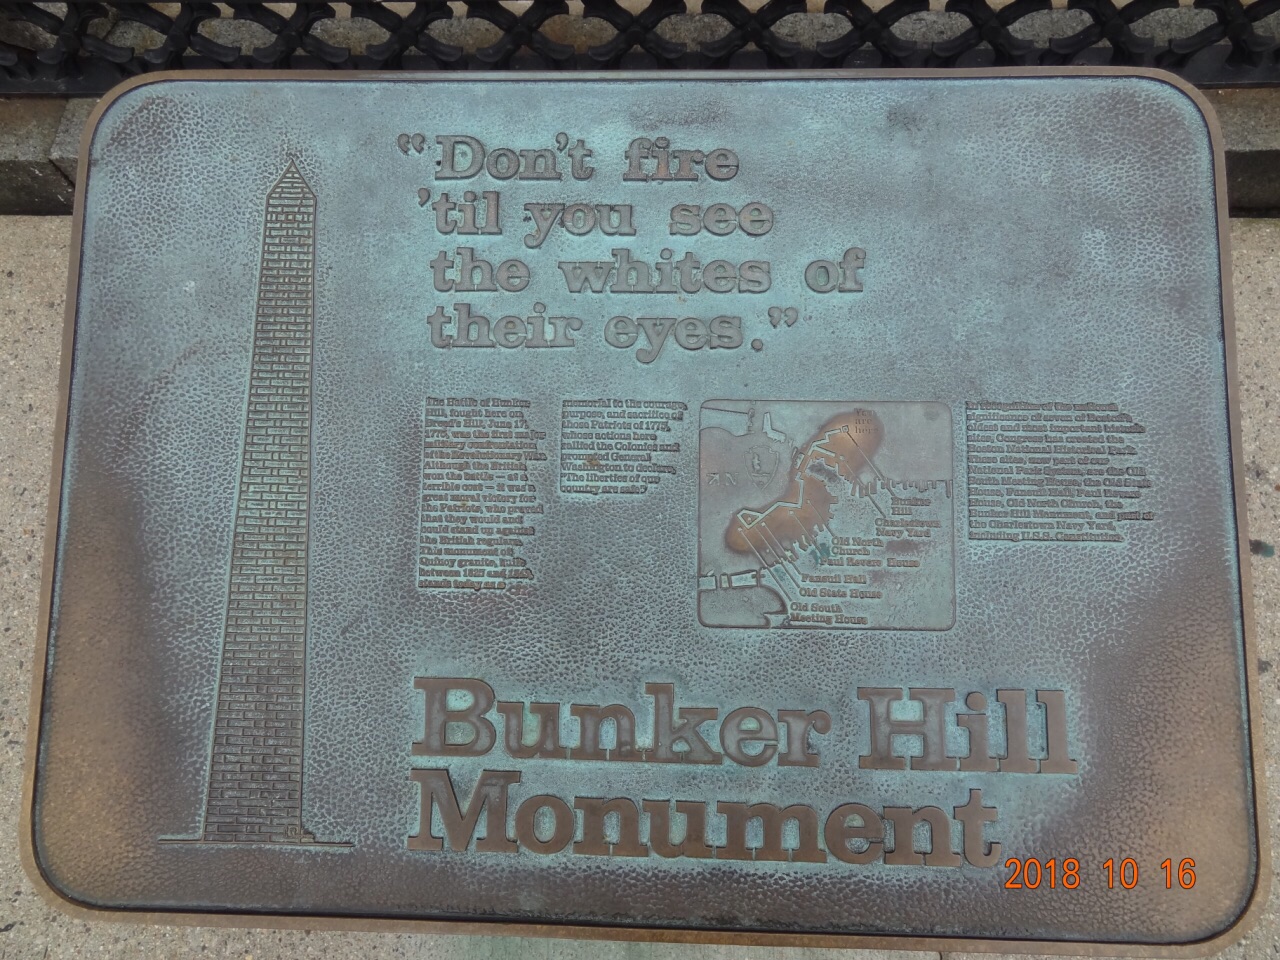 "Don't fire
'til you see
the whites of
their eyes."
The Battle of Bunker
Hill, fought here on
Breed's Hill, June 17,
1775, was the first major
military confrontation
of the Revolutionary War.
Although the British
won the battle — at a
terrible cost — it was a
great moral victory for
the Patriots, who proved
that they would and
could stand up against
the British regulars.
This monument of
Quincy granite, built
between 1827 and
stands today as a
memorial to the courage,
purpose, and sacrifice of
those Patriots of 1775,
whose actions here
rallied the Colonies and
General
Washington to declare,
"The liberties of our
country are safe."
You
are
here
N
Bunker
Hill
Charlestown
Navy Yard
Old North
Church
Paul Revere House
Faneuil Hall
Old State House
Old South
Meeting House
In recognition of the
significance of seven of Boston's
oldest and most important historic
sites, Congress has created the
Boston National Historical Park.
These sites, now part of our
National Park System, are the Old
South Meeting House, the Old State
House, Faneuil Hall, Paul Revere
House, Old North Church, the
Bunker Hill Monument, and part of
the Charlestown Navy Yard,
including U.S.S. Constitution.
Bunker Hill
Monument
2018 10 16